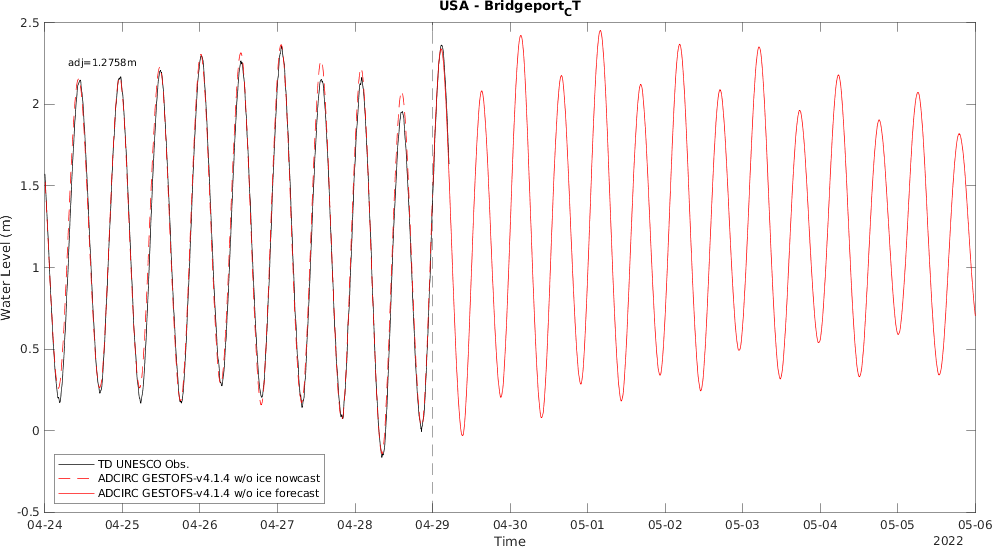 USA - Bridgeport_CT
adj=1.2758m
2.5
2
1.5
1
0.5
0
-0.5
Water Level (m)
TD UNESCO Obs.
ADCIRC GESTOFS-v4.1.4 w/o ice nowcast
ADCIRC GESTOFS-v4.1.4 w/o ice forecast
04-24 04-25 04-26 04-27 04-28 04-29 04-30 05-01 05-02 05-03 05-04 05-05 05-06
Time
2022